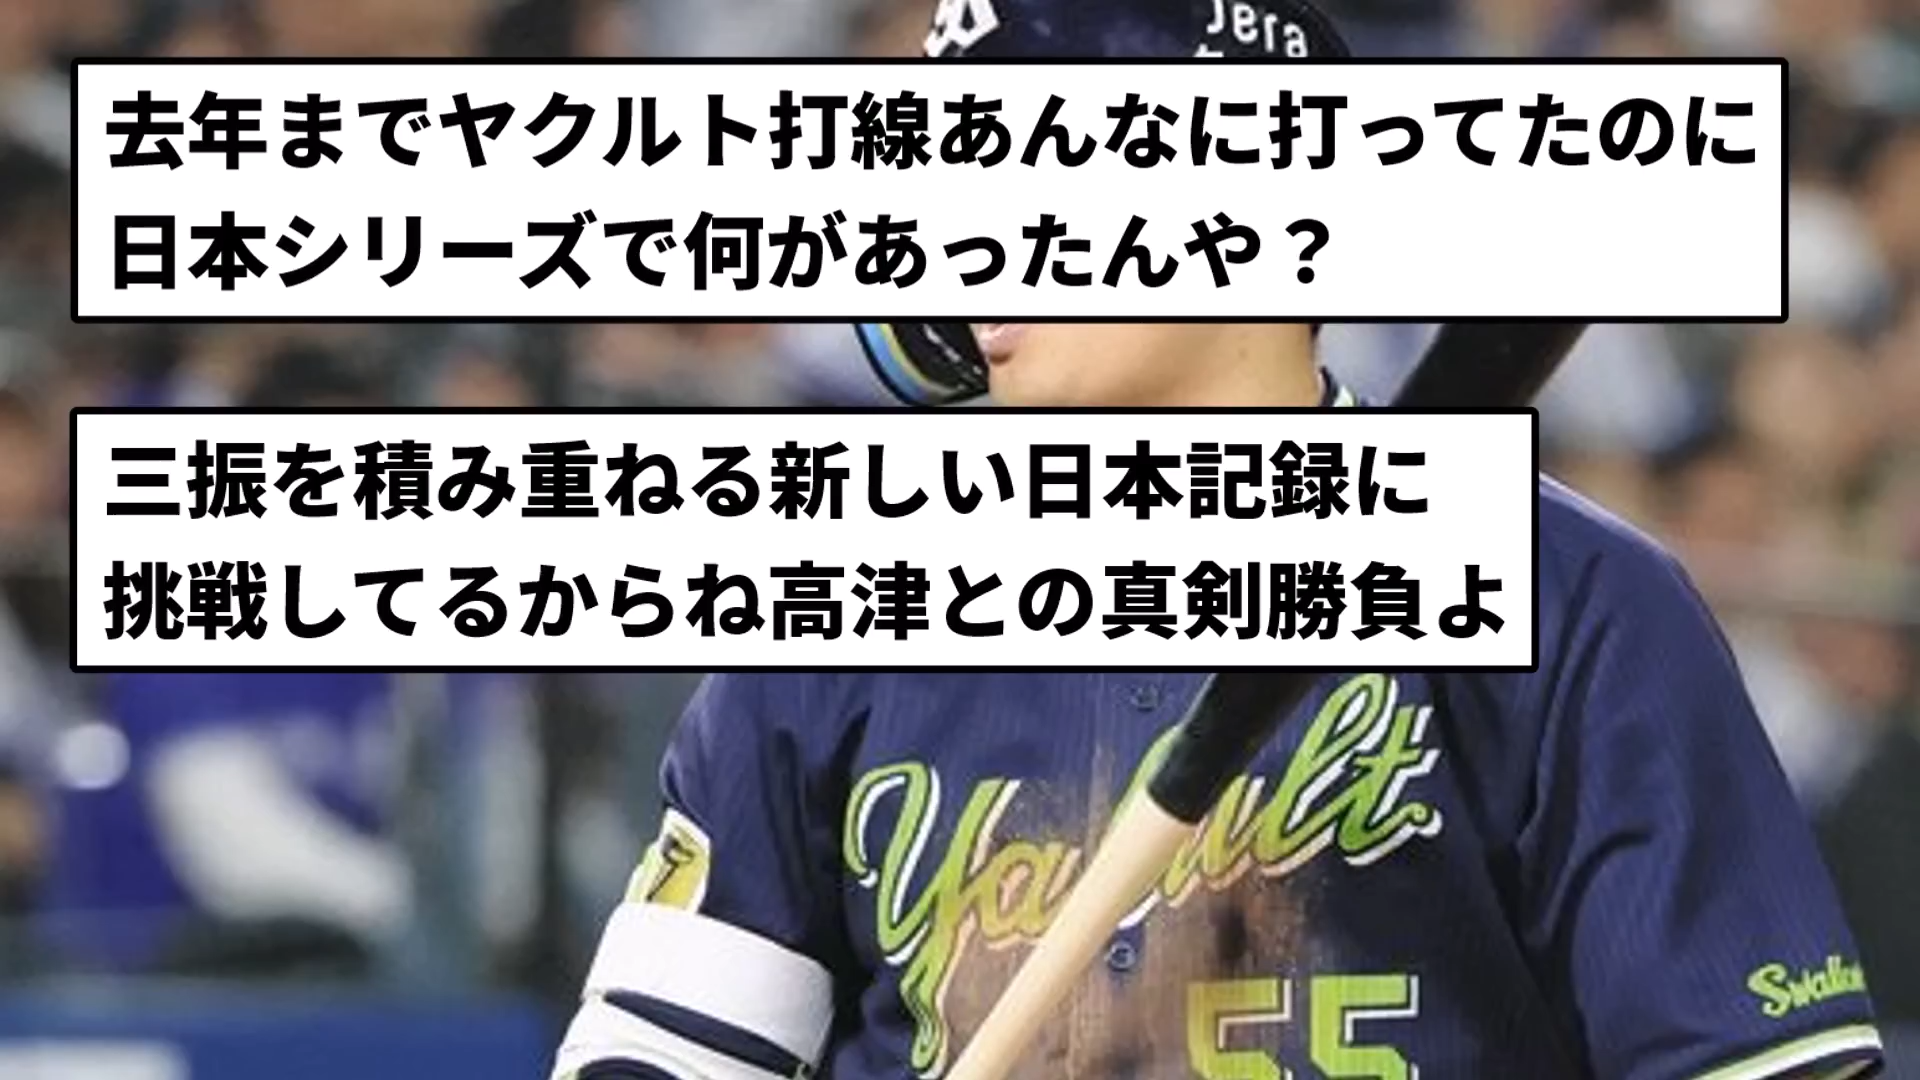 Jera
去年までヤクルト打線あんなに打ってたのに
日本シリーズで何があったんや？
三振を積み重ねる新しい日本記録に
挑戦してるからね高津との真剣勝負よ
Yakult
55